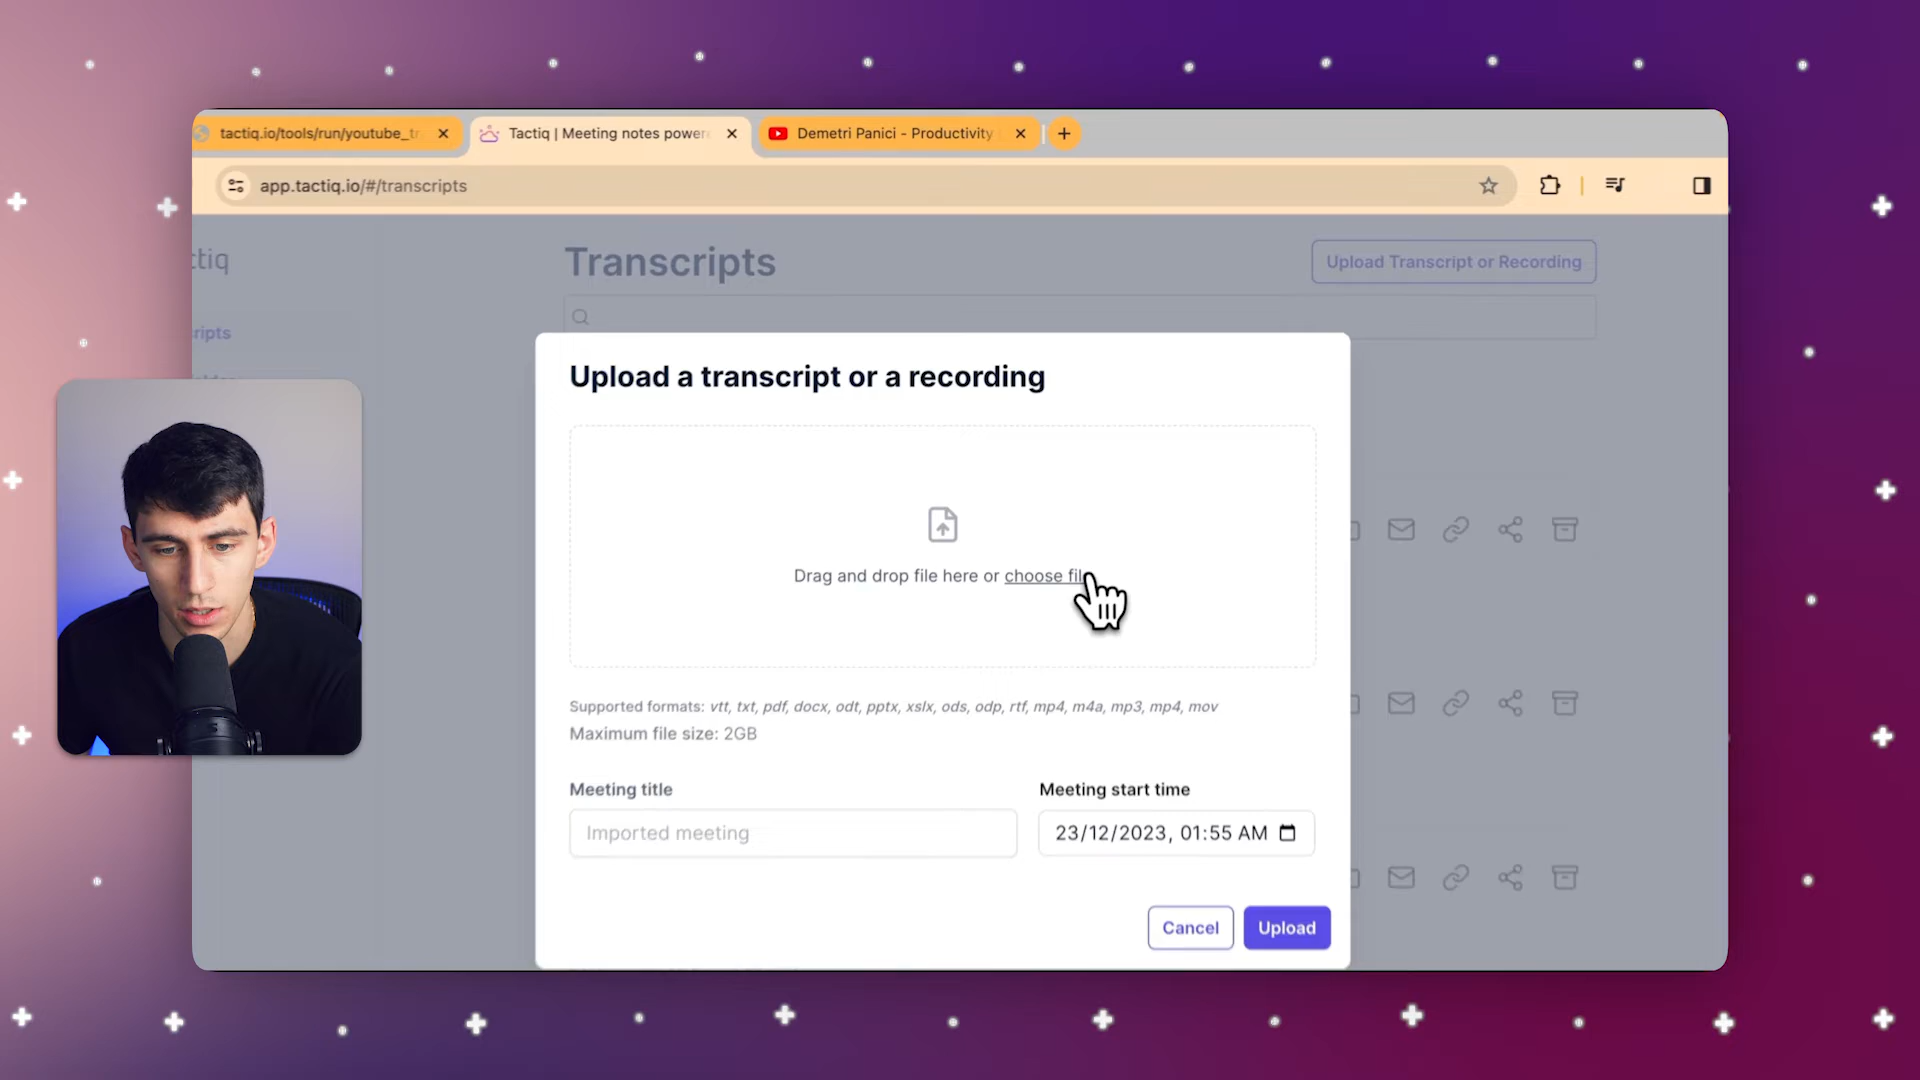 tactiq.io/tools/run/youtube_tr
Tactiq | Meeting notes power
Demetri Panici - Productivity
app.tactiq.io/#/transcripts
ctiq
Transcripts
Upload Transcript or Recording
ripts
Upload a transcript or a recording
Drag and drop file here or choose fil
Supported formats: vtt, txt, pdf, docx, odt, pptx, xslx, ods, odp, rtf, mp4, m4a, mp3, mp4, mov
Maximum file size: 2GB
Meeting title
Meeting start time
Imported meeting
23/12/2023, 01:55 AM
Cancel
Upload